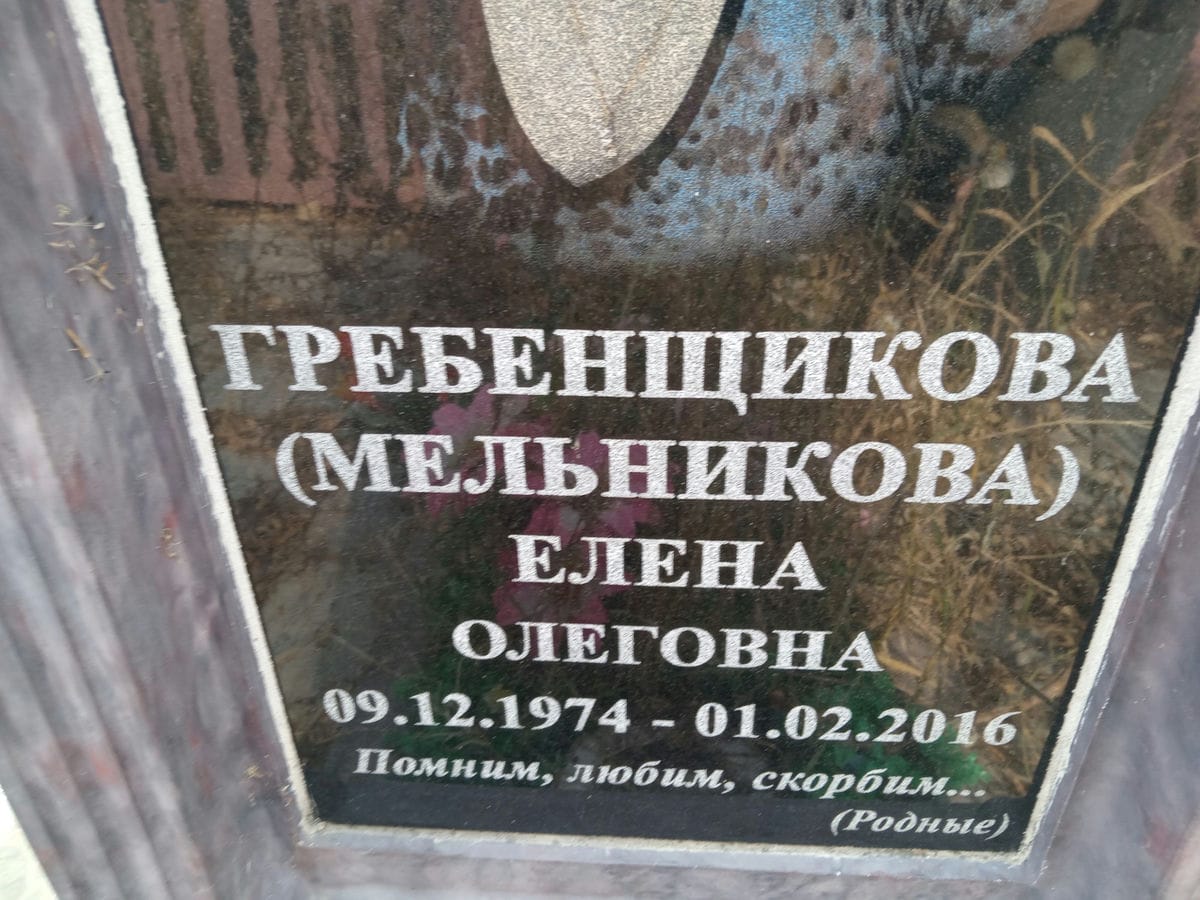 ГРЕБЕНЩИКОВА
(МЕЛЬНИКОВА)
ЕЛЕНА
ОЛЕГОВНА
09.12.1974 - 01.02.2016
Помним, любим, скорбим...
(Родные)